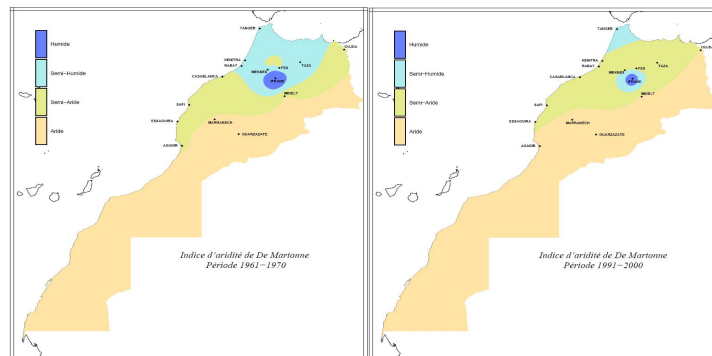 Humide
Semi-Humide
Semi-Aride
Aride
TANGER
OUJDA
KENITRA
RABAT
FES
TAZA
MEKNES
CASABLANCA
IFRANE
MIDELT
SAFI
ESSAOUIRA
MARRAKECH
OUARZAZATE
AGADIR
Indice d'aridité de De Martonne
Période 1961-1970
Humide
Semi-Humide
Semi-Aride
Aride
TANGER
OUJDA
KENITRA
RABAT
FES
TAZA
MEKNES
CASABLANCA
IFRANE
MIDELT
SAFI
ESSAOUIRA
MARRAKECH
OUARZAZATE
AGADIR
Indice d'aridité de De Martonne
Période 1991-2000